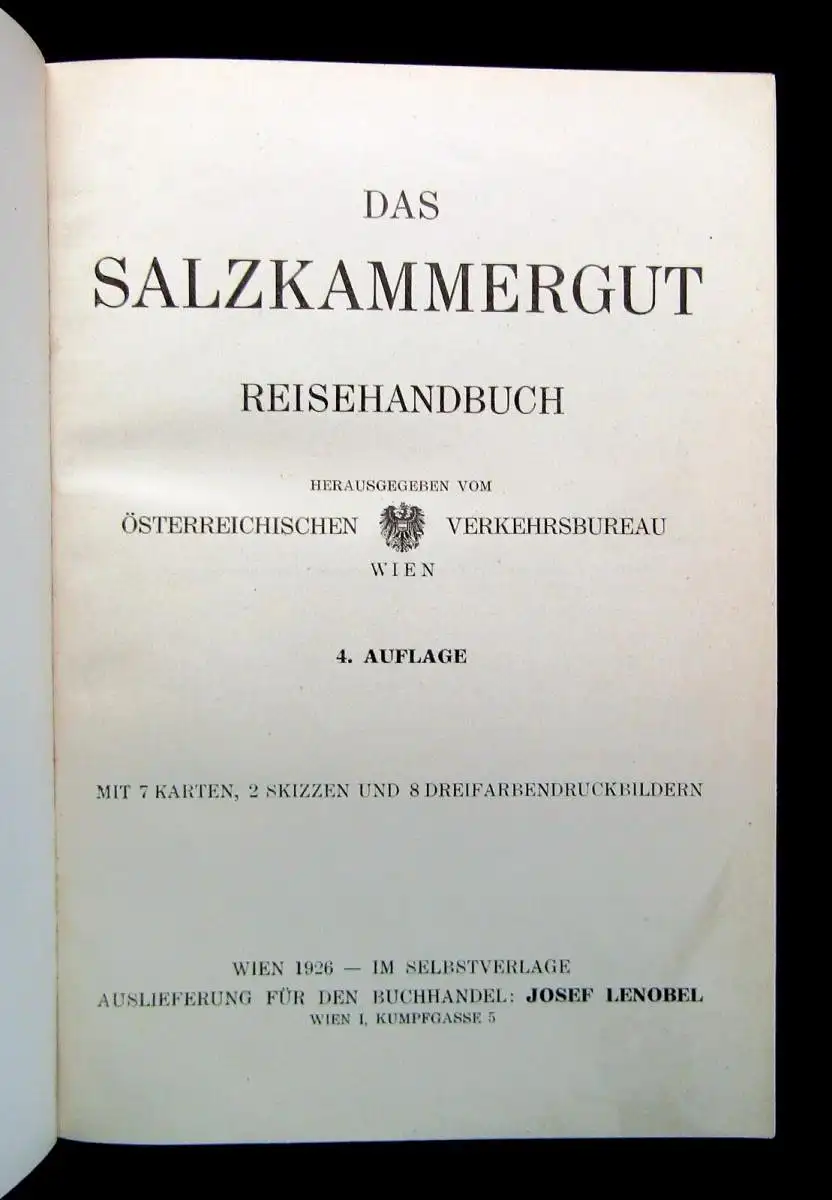 DAS
SALZKAMMERGUT
REISEHANDBUCH
HERAUSGEGEBEN VOM
ÖSTERREICHISCHEN VERKEHRSBUREAU
WIEN
4. AUFLAGE
MIT 7 KARTEN, 2 SKIZZEN UND 8 DREIFARBENDRUCKBILDERN
WIEN 1926 — IM SELBSTVERLAGE
AUSLIEFERUNG FÜR DEN BUCHHANDEL: JOSEF LENOBEL
WIEN I, KUMPFGASSE 5